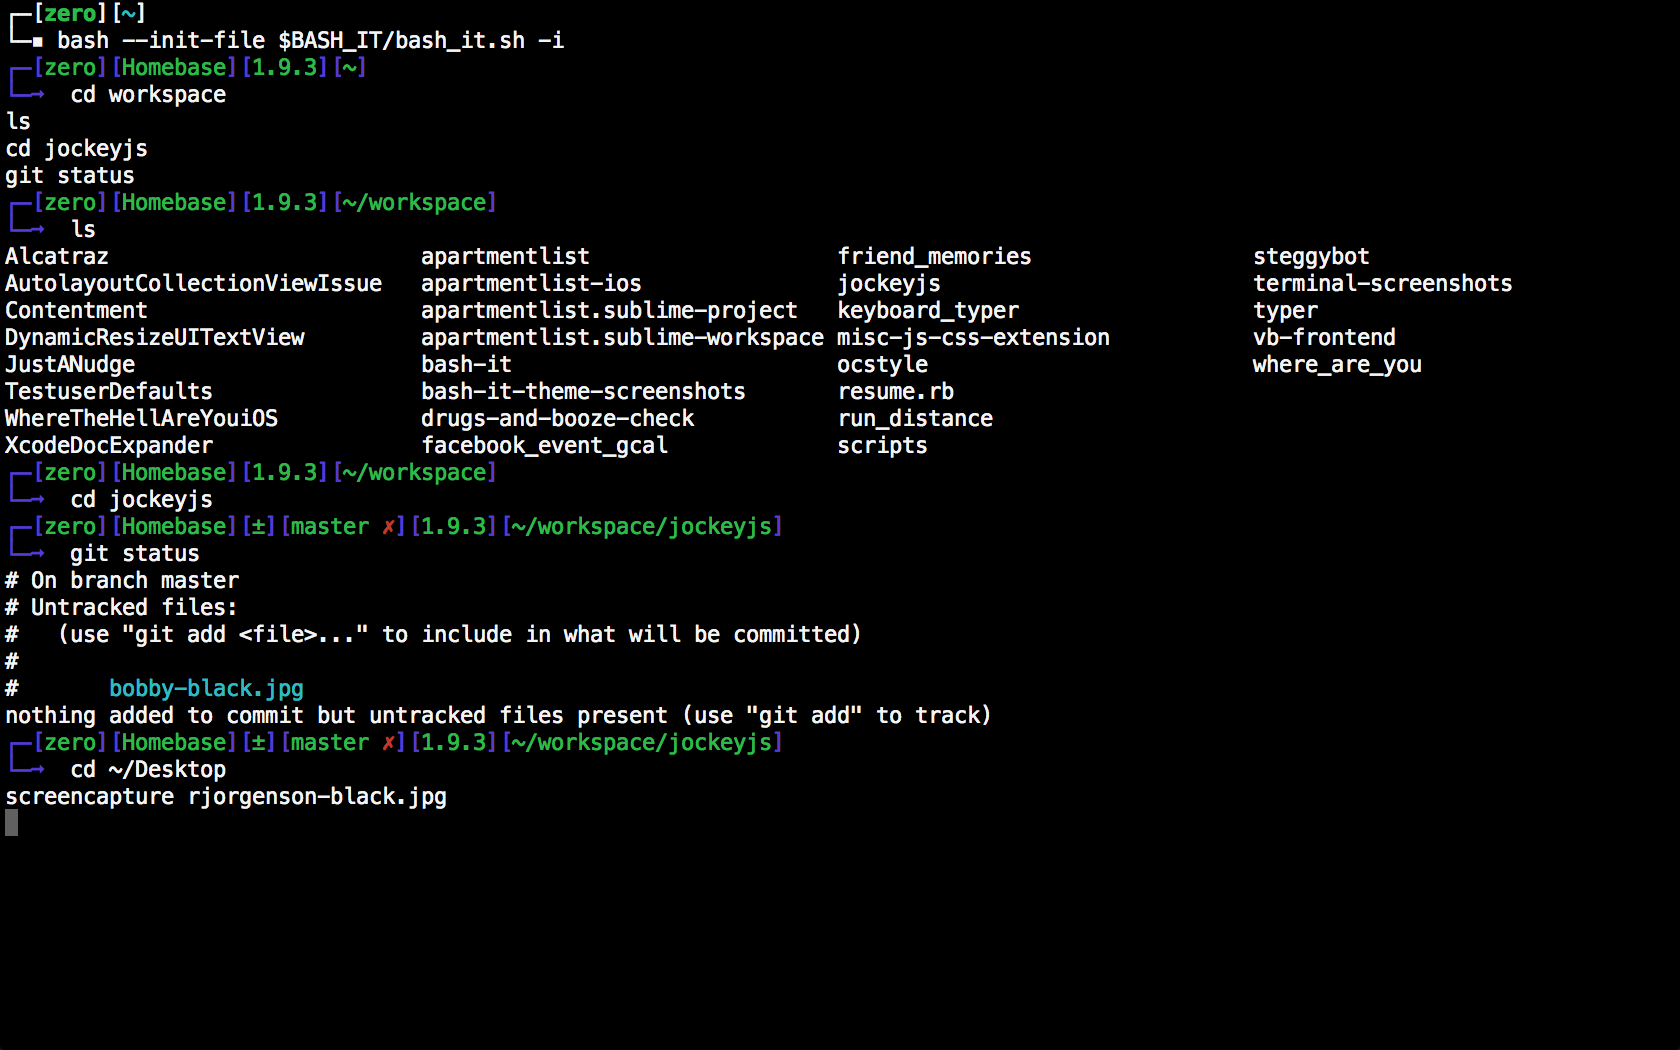 ┌─[zero][~]
└─▪ bash --init-file $BASH_IT/bash_it.sh -i
┌─[zero][Homebase][1.9.3][~]
└─→  cd workspace
ls
cd jockeyjs
git status
┌─[zero][Homebase][1.9.3][~/workspace]
└─→  ls
Alcatraz                        apartmentlist                   friend_memories                 steggybot
AutolayoutCollectionViewIssue   apartmentlist-ios               jockeyjs                        terminal-screenshots
Contentment                     apartmentlist.sublime-project   keyboard_typer                  typer
DynamicResizeUITextView         apartmentlist.sublime-workspace misc-js-css-extension           vb-frontend
JustANudge                      bash-it                         ocstyle                         where_are_you
TestuserDefaults                bash-it-theme-screenshots       resume.rb
WhereTheHellAreYouiOS           drugs-and-booze-check           run_distance
XcodeDocExpander                facebook_event_gcal             scripts
┌─[zero][Homebase][1.9.3][~/workspace]
└─→  cd jockeyjs
┌─[zero][Homebase][±][master ✗][1.9.3][~/workspace/jockeyjs]
└─→  git status
# On branch master
# Untracked files:
#   (use "git add <file>..." to include in what will be committed)
#
#       bobby-black.jpg
nothing added to commit but untracked files present (use "git add" to track)
┌─[zero][Homebase][±][master ✗][1.9.3][~/workspace/jockeyjs]
└─→  cd ~/Desktop
screencapture rjorgenson-black.jpg